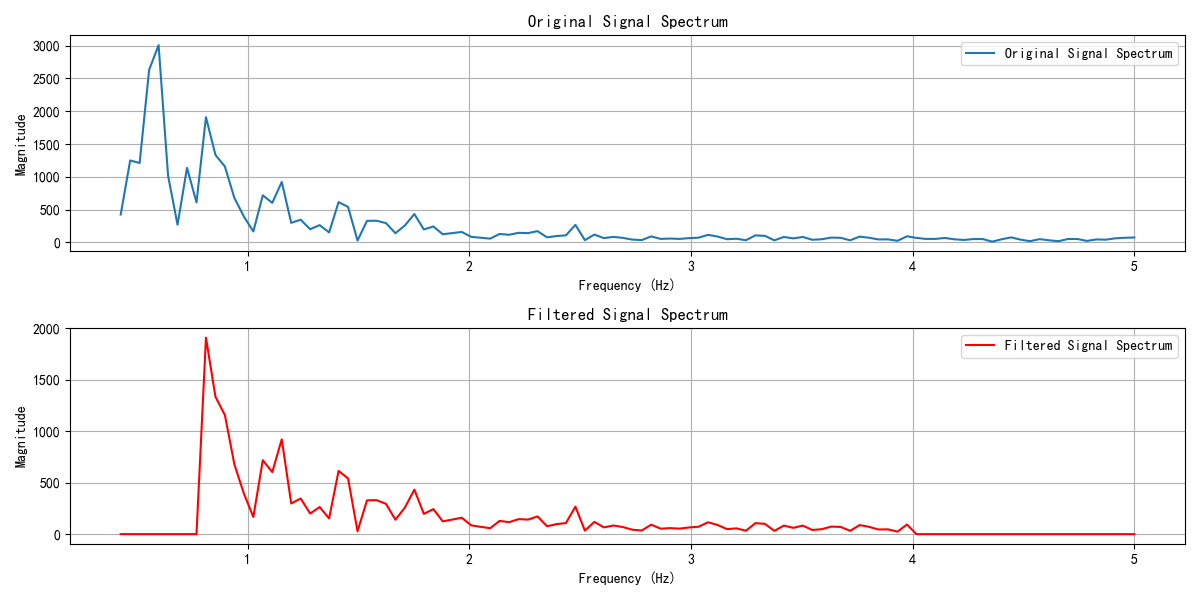 Original Signal Spectrum
3000
2500
2000
1500
1000
500
0
Magnitude
Original Signal Spectrum
1 2 3 4 5
Frequency (Hz)
Filtered Signal Spectrum
2000
1500
1000
500
0
Magnitude
Filtered Signal Spectrum
1 2 3 4 5
Frequency (Hz)